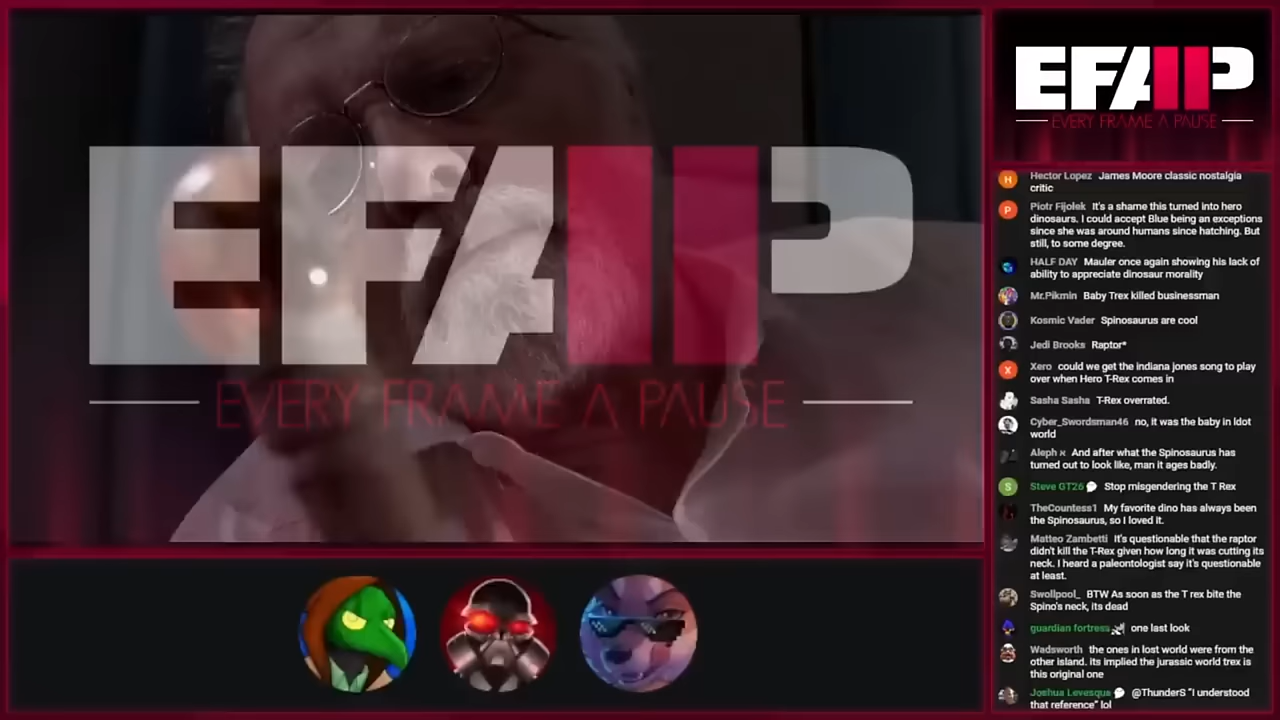 EFAP
EVERY FRAME A PAUSE
EFAP
EVERY FRAME A PAUSE
Hector Lopez James Moore classic nostalgia
critic
Piotr Fijolek It's a shame this turned into hero
dinosaurs. I could accept Blue being an exceptions
since she was around humans since hatching. But
still, to some degree.
HALF DAY Mauler once again showing his lack of
ability to appreciate dinosaur morality
Mr.Pikmin Baby Trex killed businessman
Kosmic Vader Spinosaurus are cool
Jedi Brooks Raptor*
Xero could we get the indiana jones song to play
over when Hero T-Rex comes in
Sasha Sasha T-Rex overrated.
Cyber_Swordsman46 no, it was the baby in ldot
world
Aleph א And after what the Spinosaurus has
turned out to look like, man it ages badly.
Steve GT26 Stop misgendering the T Rex
TheCountess1 My favorite dino has always been
the Spinosaurus, so I loved it.
Matteo Zambetti It's questionable that the raptor
didn't kill the T-Rex given how long it was cutting its
neck. I heard a paleontologist say it's questionable
at least.
Swollpool_ BTW As soon as the T rex bite the
Spino's neck, its dead
guardian fortress one last look
Wadsworth the ones in lost world were from the
other island. its implied the jurassic world trex is
this original one
Joshua Levesque @ThunderS "I understood
that reference" lol
H
P
X
S